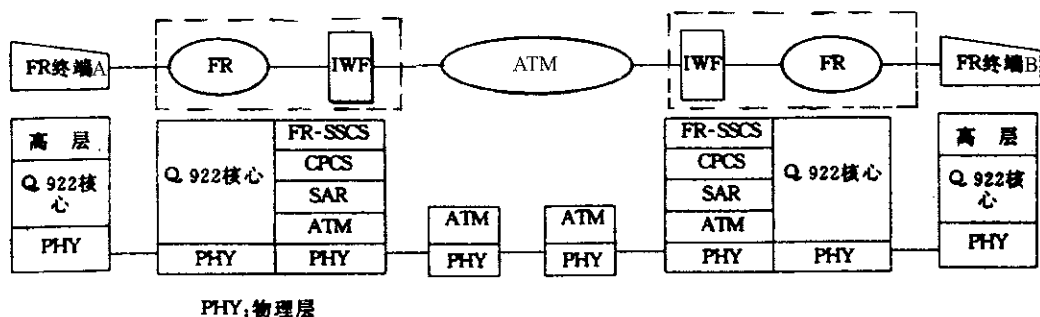 FR终端A
FR
IWF
ATM
IWF
FR
FR终端B
高 层
Q.922核心
PHY
Q.922核心
PHY
FR-SSCS
CPCS
SAR
ATM
PHY
ATM
PHY
ATM
PHY
FR-SSCS
CPCS
SAR
ATM
PHY
Q.922核心
PHY
高 层
Q.922核心
PHY
PHY:物理层